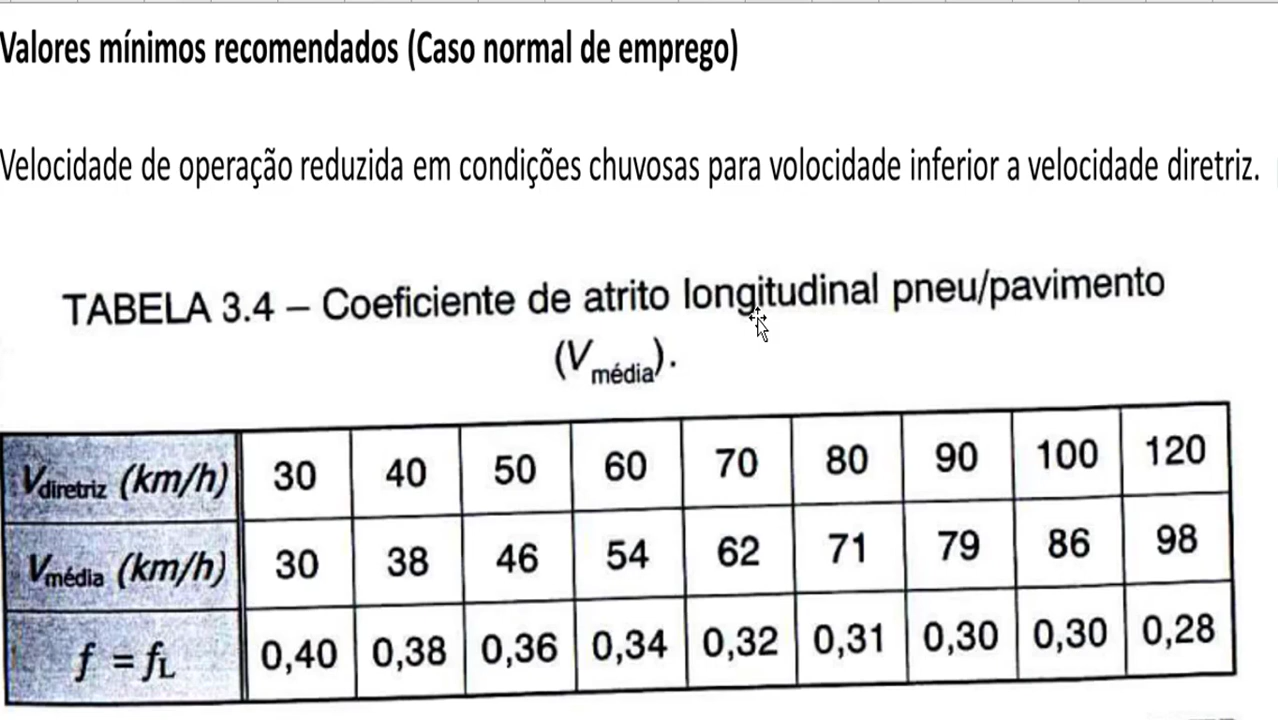 Valores mínimos recomendados (Caso normal de emprego)
Velocidade de operação reduzida em condições chuvosas para volocidade inferior a velocidade diretriz.
TABELA 3.4 – Coeficiente de atrito longitudinal pneu/pavimento
(Vmédia).
Vdiretriz (km/h) 30 40 50 60 70 80 90 100 120
Vmédia (km/h) 30 38 46 54 62 71 79 86 98
f = fL 0,40 0,38 0,36 0,34 0,32 0,31 0,30 0,30 0,28